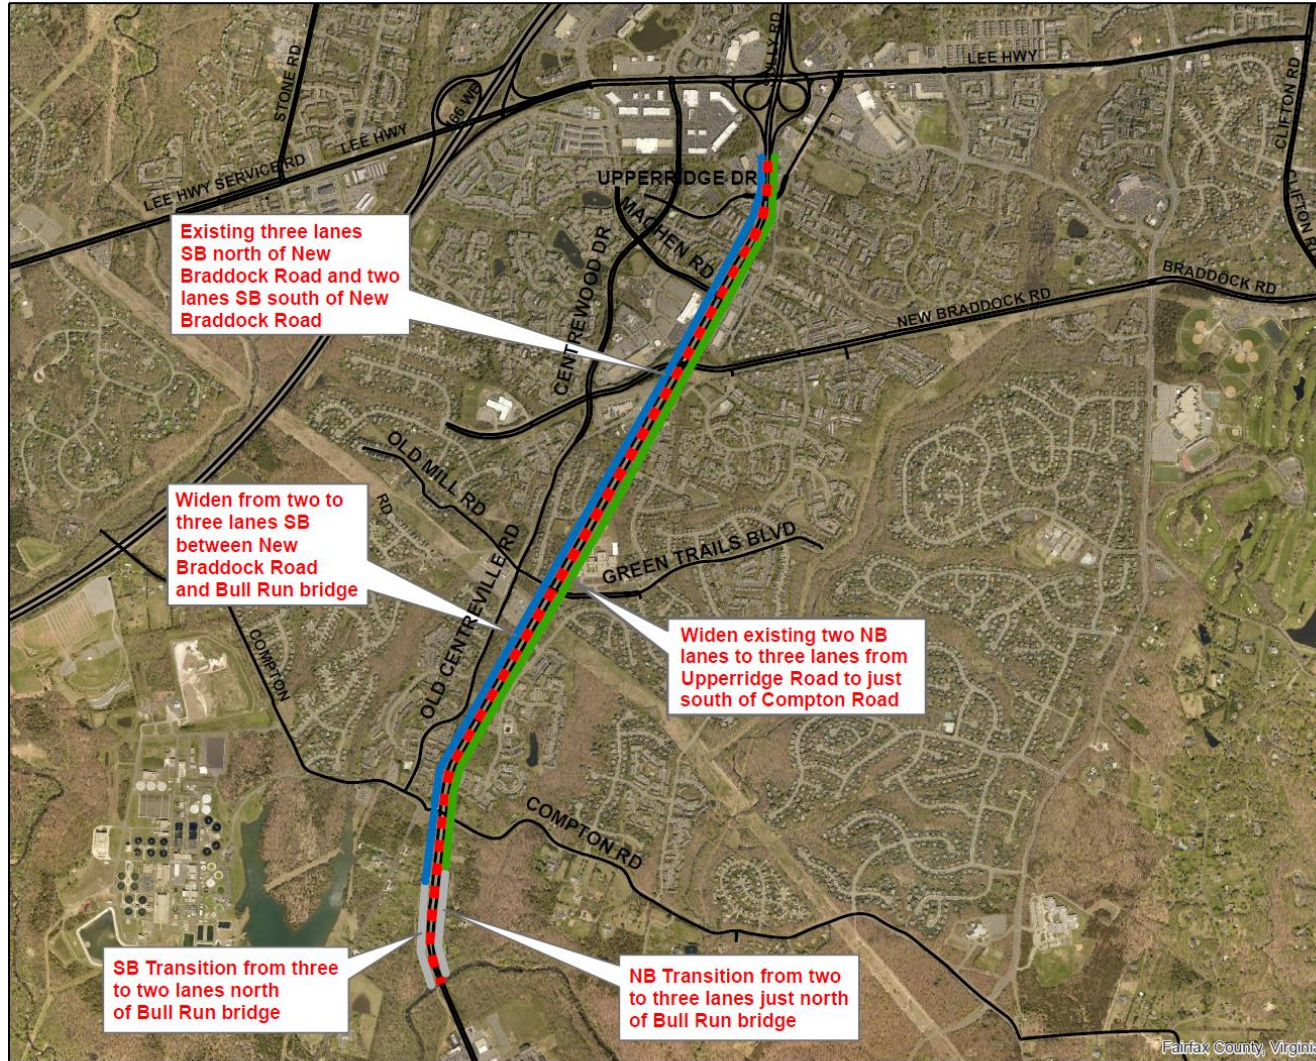 STONE RD
66 WB
LEE HWY
LEE HWY
LEE HWY SERVICE RD
CLIFTON RD
CLIFTON
UPPERRIDGE DR
MACHEN RD
Existing three lanes
SB north of New
Braddock Road and two
lanes SB south of New
Braddock Road
CENTREWOOD DR
BRADDOCK RD
NEW BRADDOCK RD
OLD MILL RD
RD
Widen from two to
three lanes SB
between New
Braddock Road
and Bull Run bridge
GREEN TRAILS BLVD
OLD CENTREVILLE RD
COMPTON
Widen existing two NB
lanes to three lanes from
Upperridge Road to just
south of Compton Road
COMPTON RD
SB Transition from three
to two lanes north
of Bull Run bridge
NB Transition from two
to three lanes just north
of Bull Run bridge
Fairfax County, Virginia